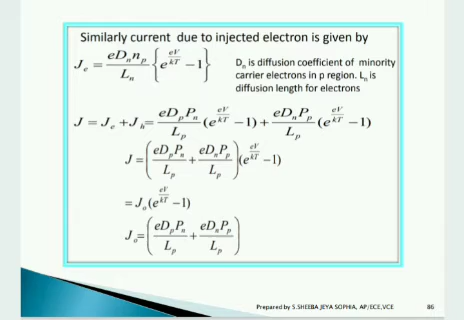 Similarly current due to injected electron is given by
J_e = eD_n n_p / L_n { e^{eV/kT} − 1 }
D_n is diffusion coefficient of minority
carrier electrons in p region. L_n is
diffusion length for electrons
J = J_e + J_h = eD_p P_n / L_p (e^{eV/kT} − 1) + eD_n P_p / L_p (e^{eV/kT} − 1)
J = ( eD_p P_n / L_p + eD_n P_p / L_p ) (e^{eV/kT} − 1)
= J_o (e^{eV/kT} − 1)
J_o = ( eD_p P_n / L_p + eD_n P_p / L_p )
Prepared by S.SHEEBA JEYA SOPHIA, AP/ECE,VCE 86